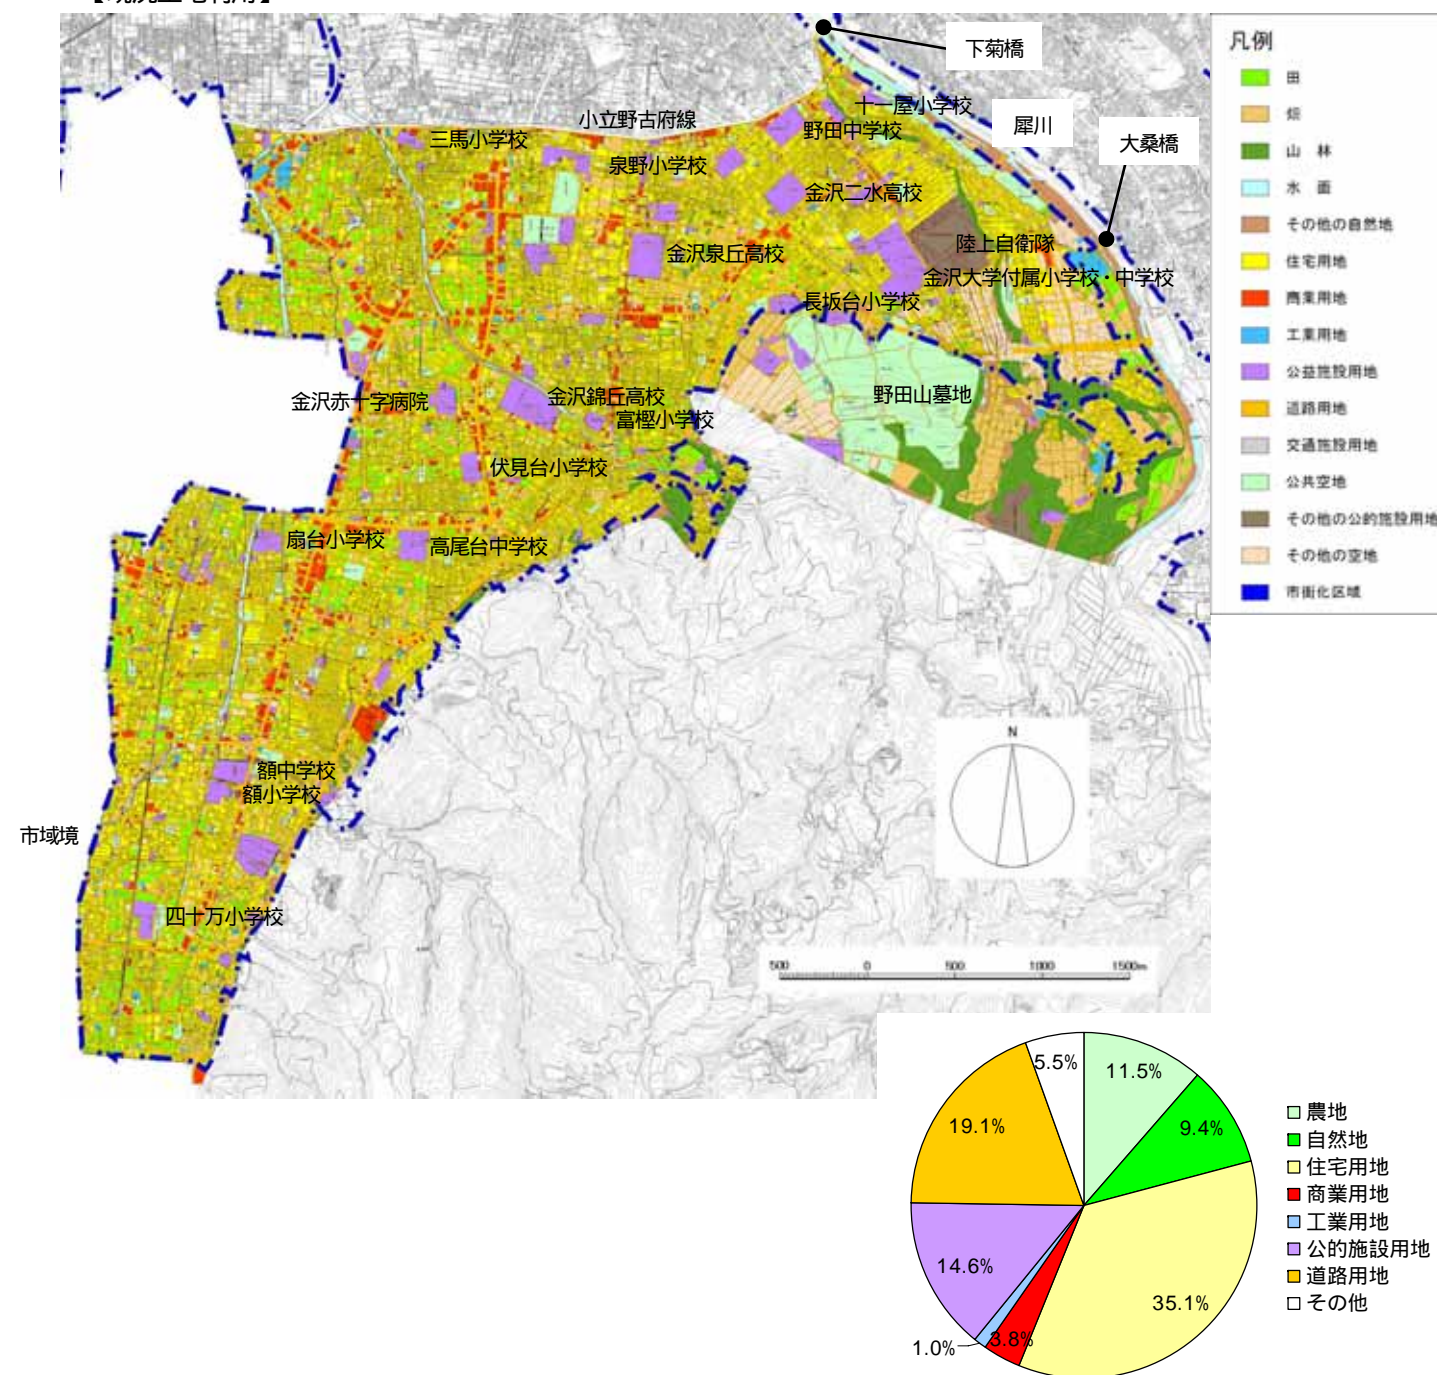 下菊橋
凡例
田
畑
山 林
水 面
その他の自然地
住宅用地
商業用地
工業用地
公益施設用地
道路用地
交通施設用地
公共空地
その他の公的施設用地
その他の空地
市街化区域
十一屋小学校
小立野古府線
野田中学校
犀川
大桑橋
三馬小学校
泉野小学校
金沢二水高校
陸上自衛隊
金沢泉丘高校
金沢大学付属小学校・中学校
長坂台小学校
金沢赤十字病院
金沢錦丘高校
野田山墓地
富樫小学校
伏見台小学校
扇台小学校
高尾台中学校
額中学校
額小学校
市域境
四十万小学校
N
500 0 500 1000 1500m
5.5%
11.5%
9.4%
19.1%
14.6%
35.1%
1.0%
3.8%
農地
自然地
住宅用地
商業用地
工業用地
公的施設用地
道路用地
その他